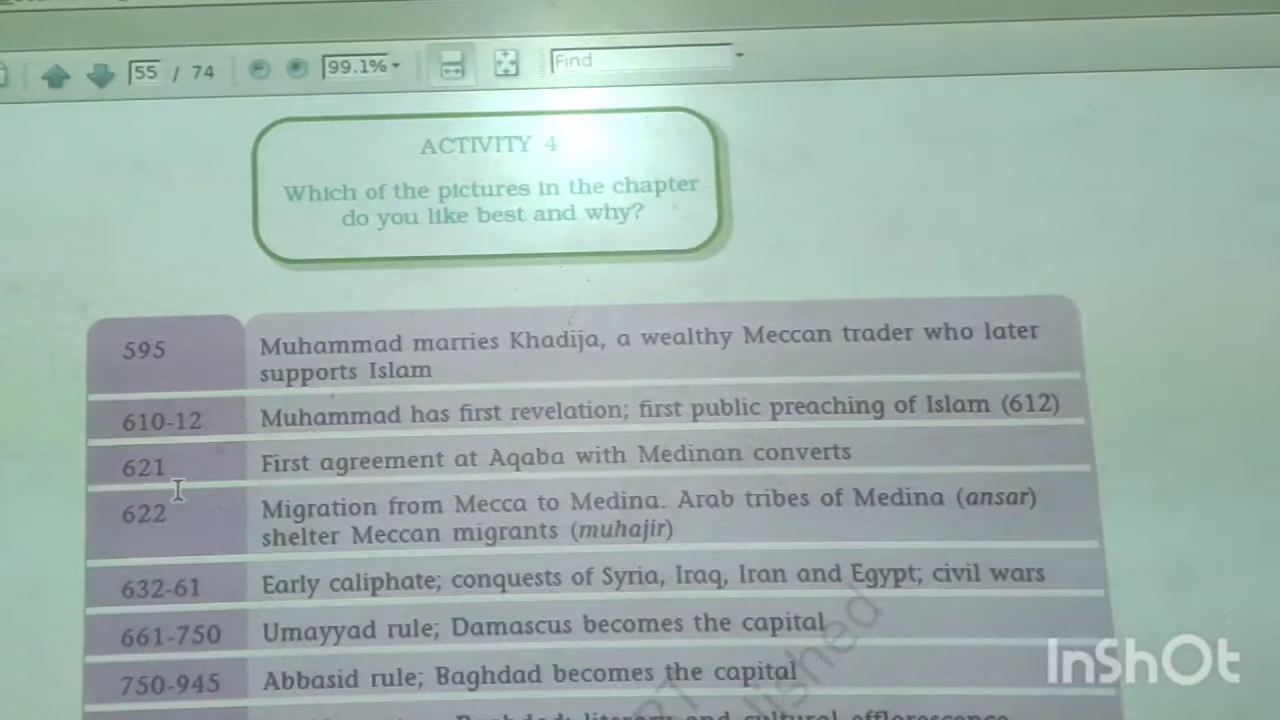 55 / 74
99.1%
Find
ACTIVITY 4
Which of the pictures in the chapter
do you like best and why?
595 Muhammad marries Khadija, a wealthy Meccan trader who later
supports Islam
610-12 Muhammad has first revelation; first public preaching of Islam (612)
621 First agreement at Aqaba with Medinan converts
622 Migration from Mecca to Medina. Arab tribes of Medina (ansar)
shelter Meccan migrants (muhajir)
632-61 Early caliphate; conquests of Syria, Iraq, Iran and Egypt; civil wars
661-750 Umayyad rule; Damascus becomes the capital
750-945 Abbasid rule; Baghdad becomes the capital
InShOt